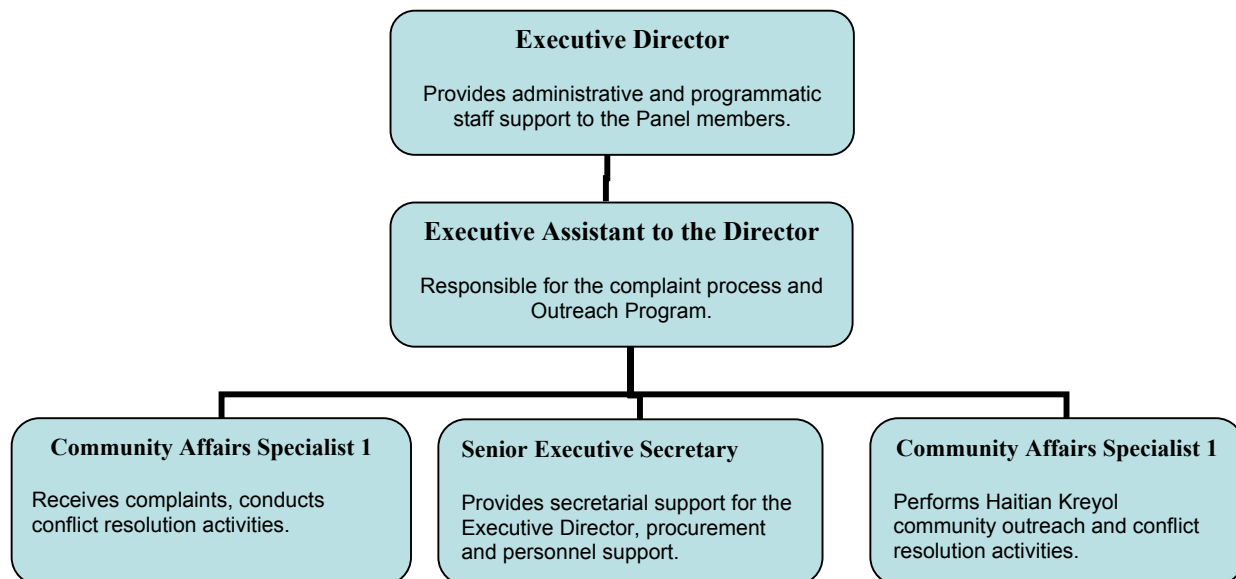 Executive Director
Provides administrative and programmatic
staff support to the Panel members.
Executive Assistant to the Director
Responsible for the complaint process and
Outreach Program.
Community Affairs Specialist 1
Receives complaints, conducts
conflict resolution activities.
Senior Executive Secretary
Provides secretarial support for the
Executive Director, procurement
and personnel support.
Community Affairs Specialist 1
Performs Haitian Kreyol
community outreach and conflict
resolution activities.